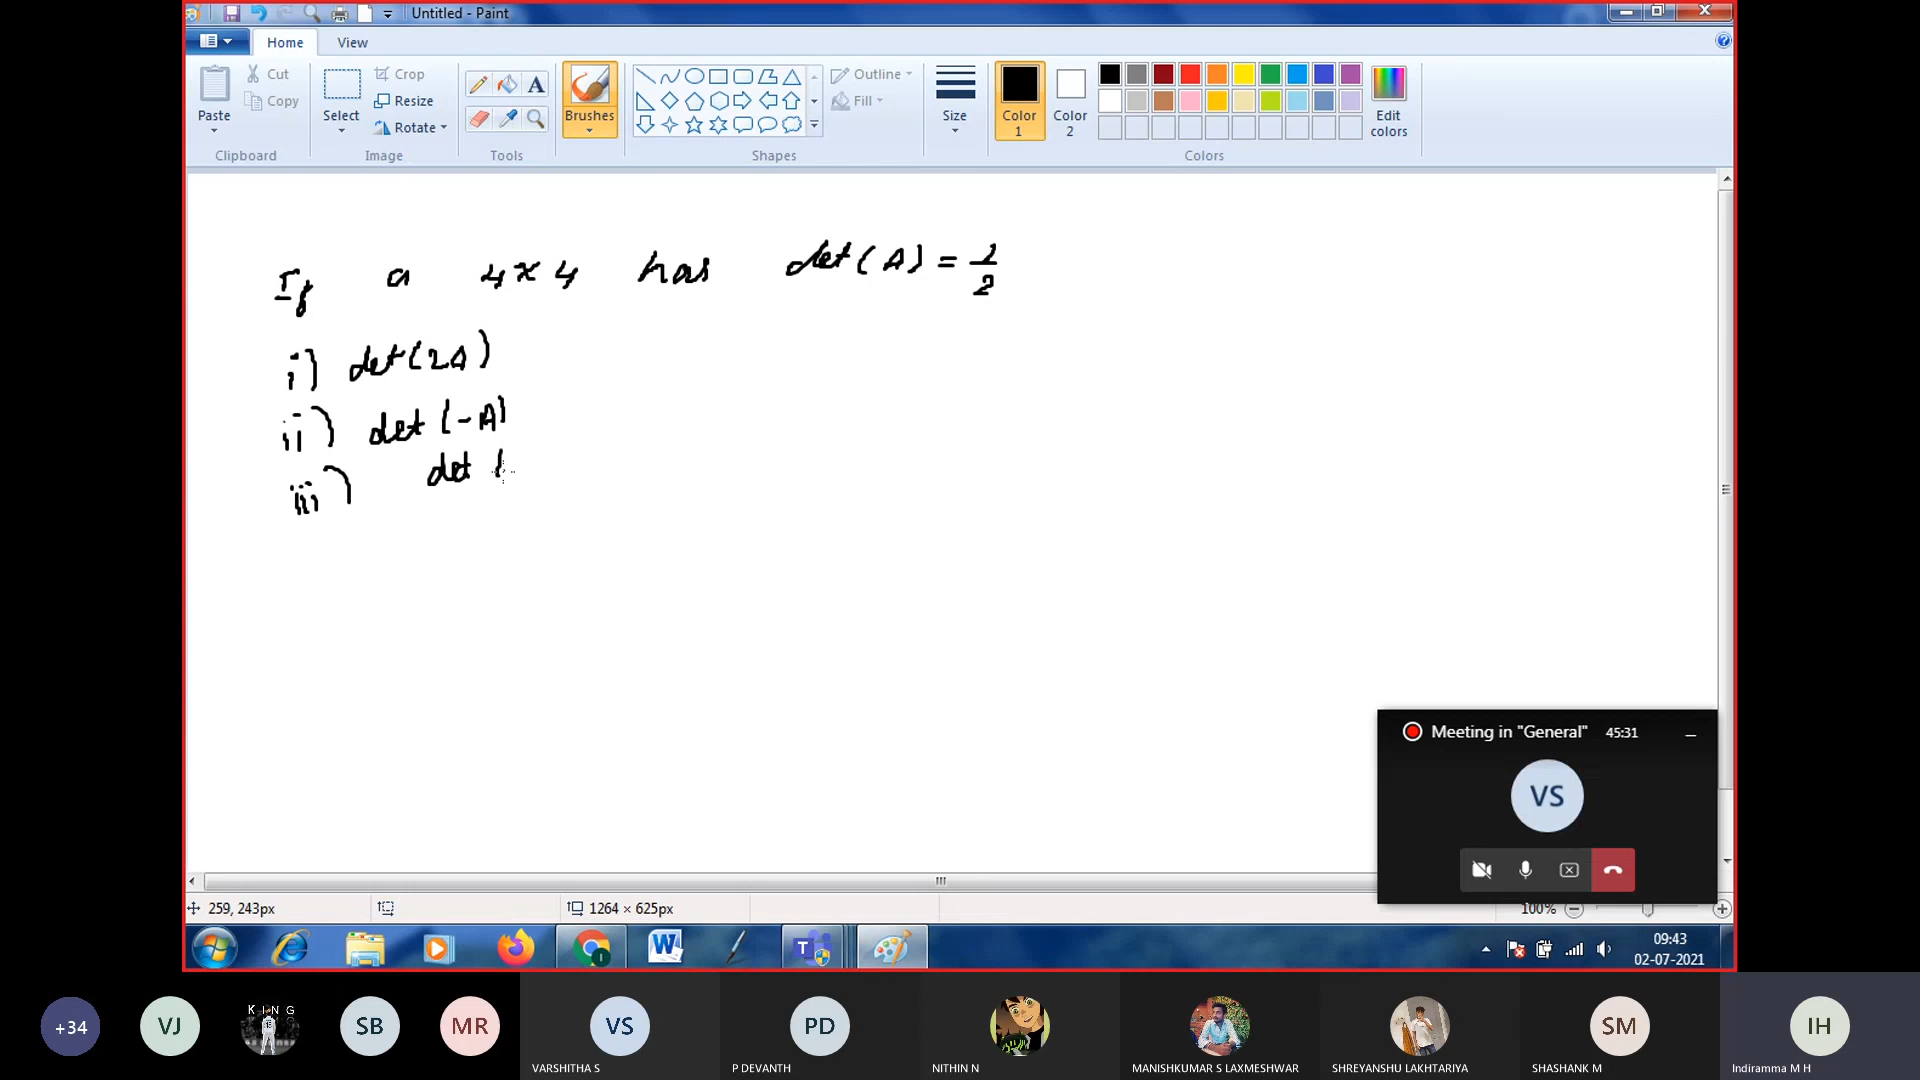 Untitled - Paint
Home View
Cut
Copy
Paste
Clipboard
Select
Crop
Resize
Rotate
Image
A
Tools
Brushes
Shapes
Outline
Fill
Size
Color 1
Color 2
Edit colors
Colors
If a 4×4 has det(A) = 1/2
i) det(2A)
ii) det(-A)
iii) det (
Meeting in "General" 45:31
VS
259, 243px
1264 × 625px
100%
09:43
02-07-2021
+34
VJ
KING
SB
MR
VS
VARSHITHA S
PD
P DEVANTH
NITHIN N
MANISHKUMAR S LAXMESHWAR
SHREYANSHU LAKHTARIYA
SM
SHASHANK M
IH
Indiramma M H